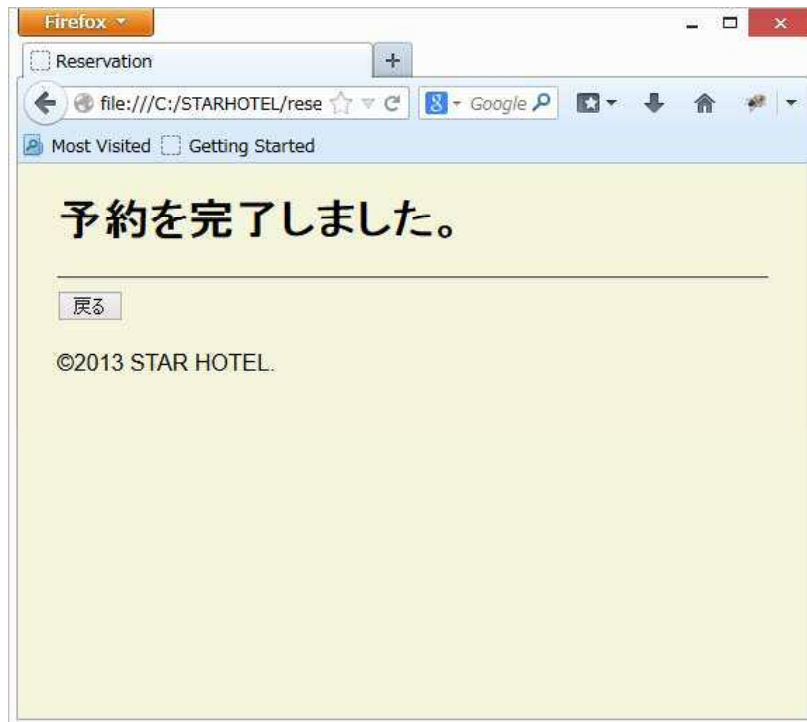 Firefox
Reservation
file:///C:/STARHOTEL/rese
Google
Most Visited Getting Started
予約を完了しました。
戻る
©2013 STAR HOTEL.